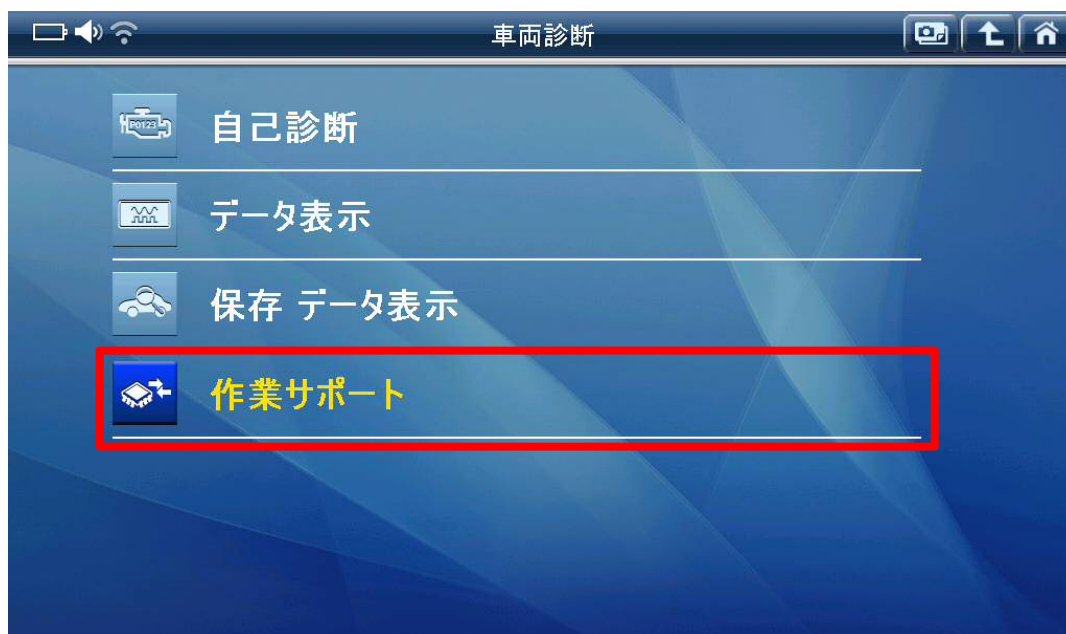 車両診断
P0123
自己診断
データ表示
保存 データ表示
作業サポート